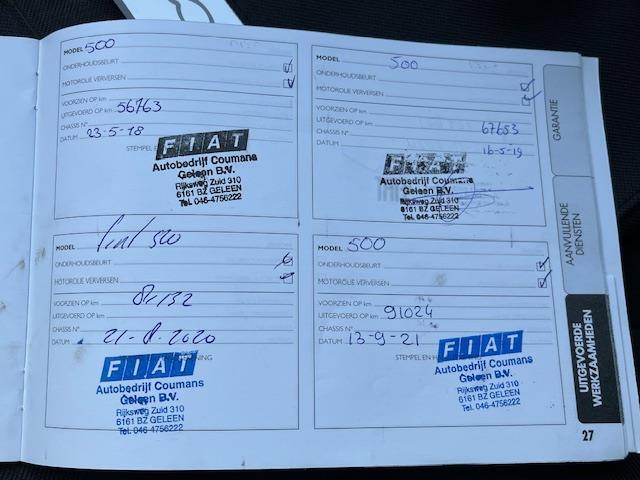 MODEL 500
ONDERHOUDSBEURT
MOTOROLIE VERVERSEN
VOORZIEN OP km
UITGEVOERD OP km 56763
CHASSIS N°
DATUM 23-5-18
STEMPEL E
FIAT
Autobedrijf Coumans
Geleen B.V.
Rijksweg Zuid 310
6161 BZ GELEEN
Tel. 046-4756222
MODEL 500
ONDERHOUDSBEURT
MOTOROLIE VERVERSEN
VOORZIEN OP km
UITGEVOERD OP km 67653
CHASSIS N°
DATUM 16-5-19
FIAT
Autobedrijf Coumans
Geleen B.V.
Rijksweg Zuid 310
6161 BZ GELEEN
Tel. 046-4756222
MODEL Fiat 500
ONDERHOUDSBEURT
MOTOROLIE VERVERSEN
VOORZIEN OP km
UITGEVOERD OP km
CHASSIS N°
DATUM 2020
FIAT
Autobedrijf Coumans
Geleen B.V.
Rijksweg Zuid 310
6161 BZ GELEEN
Tel. 046-4756222
MODEL 500
ONDERHOUDSBEURT
MOTOROLIE VERVERSEN
VOORZIEN OP km
UITGEVOERD OP km 91024
CHASSIS N°
DATUM 13-9-21
STEMPEL EN
FIAT
Autobedrijf Coumans
Geleen B.V.
Rijksweg Zuid 310
6161 BZ GELEEN
Tel. 046-4756222
GARANTIE
AANVULLENDE
DIENSTEN
UITGEVOERDE
WERKZAAMHEDEN
27